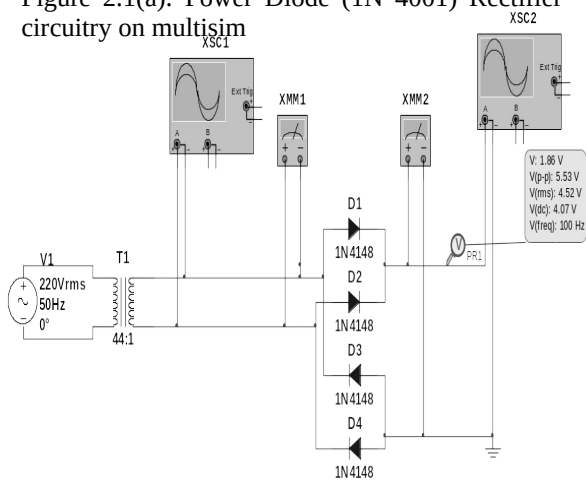 Figure 2.1(a): Power Diode (1N 4001) Rectifier
circuitry on multisim
XSC1
XSC2
Ext Trig
A
B
XMM1
XMM2
Ext Trig
A
B
V: 1.86 V
V(p-p): 5.53 V
V(rms): 4.52 V
V(dc): 4.07 V
V(freq): 100 Hz
V
PR1
D1
1N4148
D2
1N4148
D3
1N4148
D4
1N4148
V1
220Vrms
50Hz
0°
T1
44:1